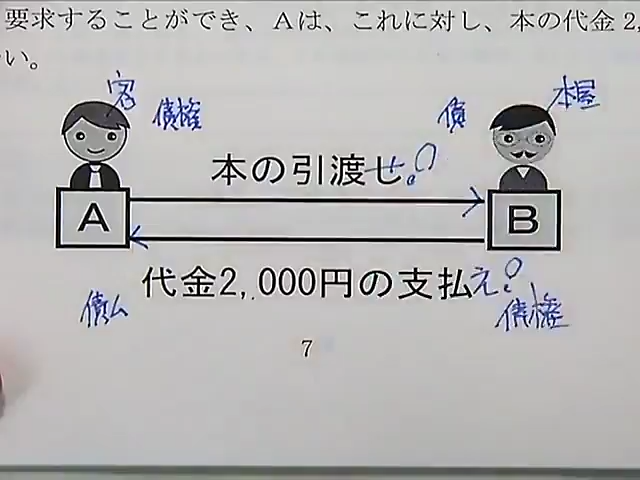 要求することができ、Aは、これに対し、本の代金2,
い。
客
債権
債
本屋
本の引渡せ!
A
B
代金2,000円の支払え!
債ム
債権
7